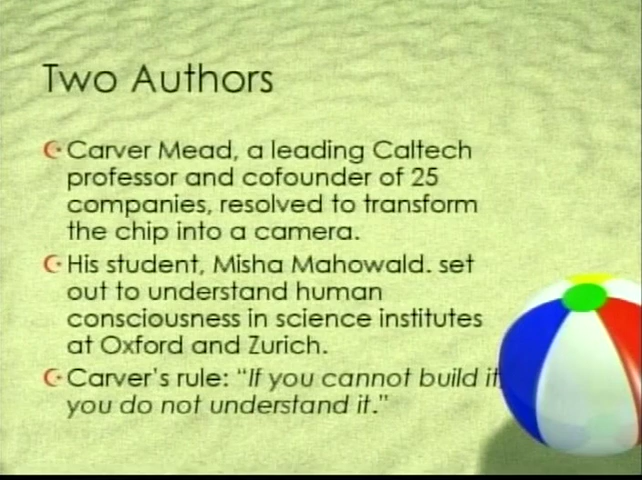 Two Authors
Carver Mead, a leading Caltech
professor and cofounder of 25
companies, resolved to transform
the chip into a camera.
His student, Misha Mahowald. set
out to understand human
consciousness in science institutes
at Oxford and Zurich.
Carver's rule: "If you cannot build it,
you do not understand it."